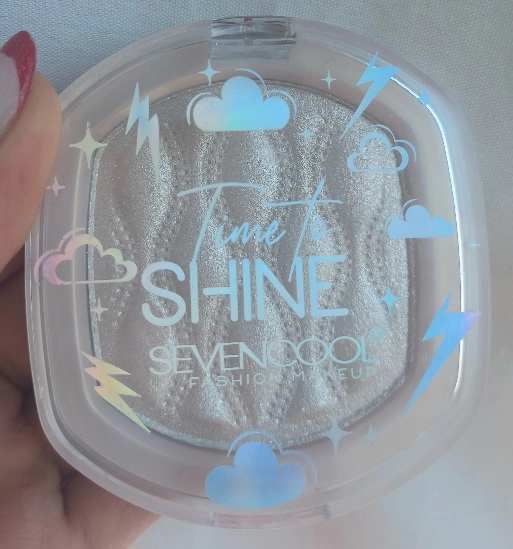 Time to
SHINE
SEVENCOOL®
FASHION MAKEUP